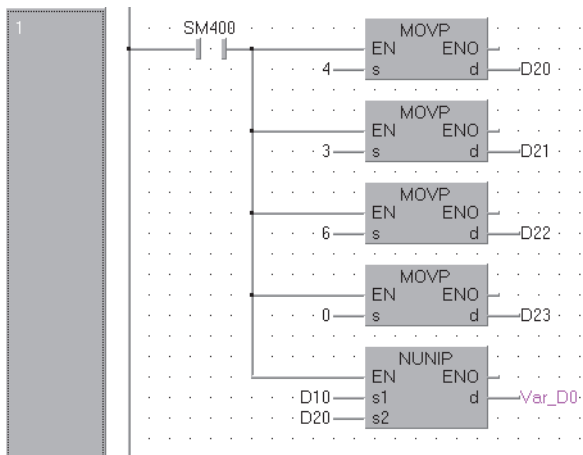 1
SM400
MOVP
EN ENO
4 s d D20
MOVP
EN ENO
3 s d D21
MOVP
EN ENO
6 s d D22
MOVP
EN ENO
0 s d D23
NUNIP
EN ENO
D10 s1 d Var_D0
D20 s2